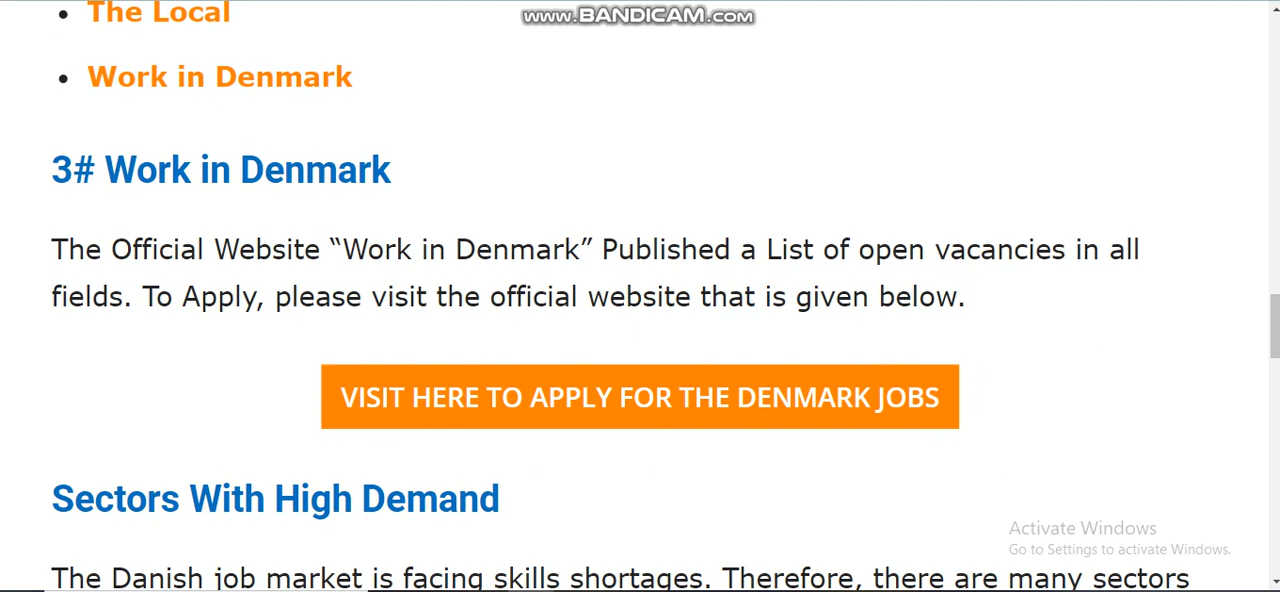 The Local
www.BANDICAM.com
Work in Denmark
3# Work in Denmark
The Official Website “Work in Denmark” Published a List of open vacancies in all
fields. To Apply, please visit the official website that is given below.
VISIT HERE TO APPLY FOR THE DENMARK JOBS
Sectors With High Demand
Activate Windows
Go to Settings to activate Windows.
The Danish job market is facing skills shortages. Therefore, there are many sectors